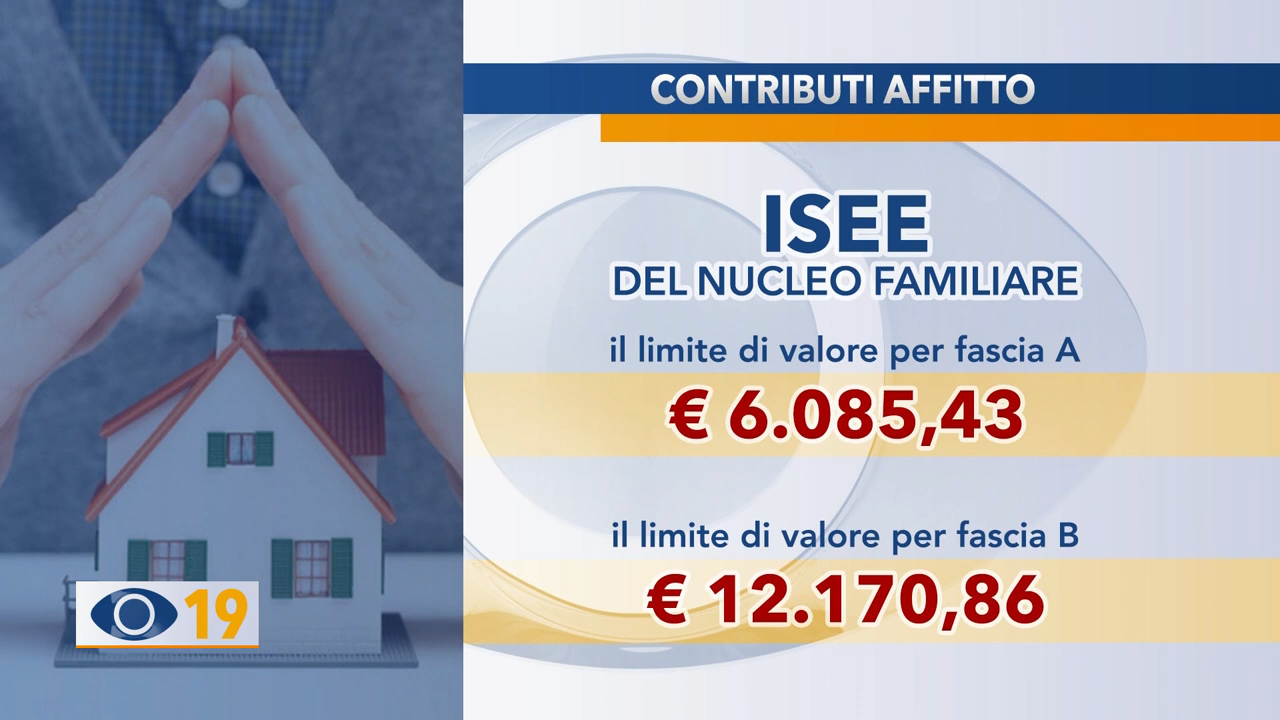 CONTRIBUTI AFFITTO
ISEE
DEL NUCLEO FAMILIARE
il limite di valore per fascia A
€ 6.085,43
il limite di valore per fascia B
€ 12.170,86
19